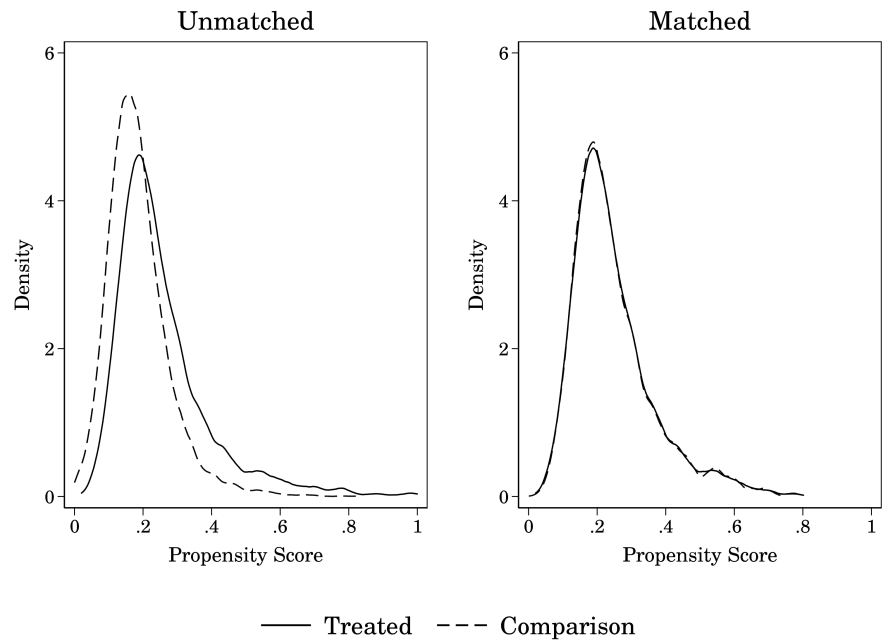 Unmatched
6
4
2
0
Density
0 .2 .4 .6 .8 1
Propensity Score
Matched
6
4
2
0
Density
0 .2 .4 .6 .8 1
Propensity Score
Treated Comparison